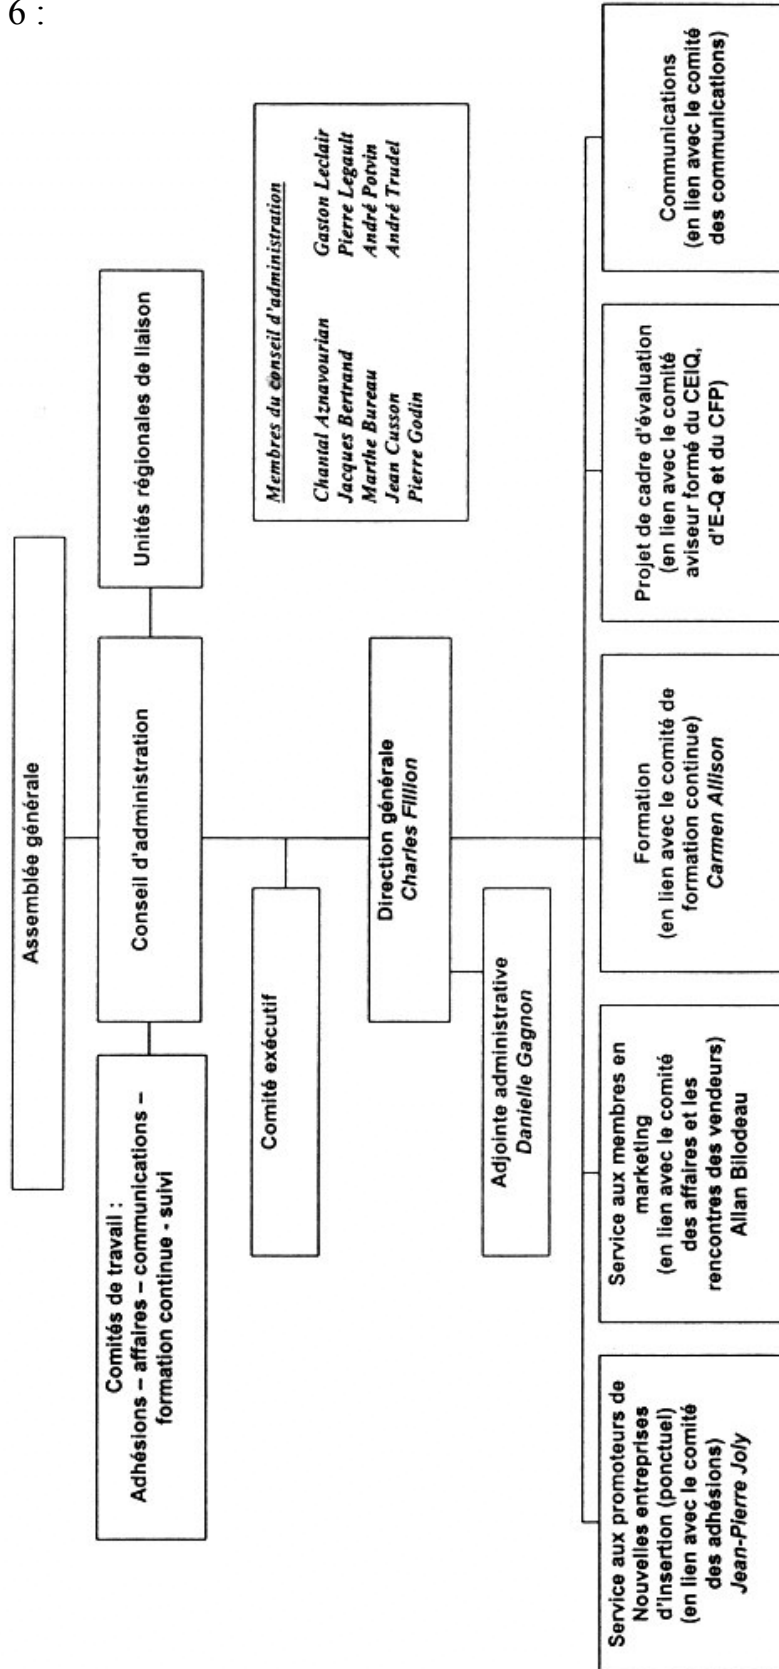 6 :
Assemblée générale
Comités de travail :
Adhésions – affaires – communications –
formation continue - suivi
Conseil d'administration
Unités régionales de liaison
Comité exécutif
Membres du conseil d'administration
Chantal Aznavourian
Jacques Bertrand
Marthe Bureau
Jean Cusson
Pierre Godin
Gaston Leclair
Pierre Legault
André Potvin
André Trudel
Direction générale
Charles Fillion
Adjointe administrative
Danielle Gagnon
Service aux promoteurs de
Nouvelles entreprises
d'insertion (ponctuel)
(en lien avec le comité
des adhésions)
Jean-Pierre Joly
Service aux membres en
marketing
(en lien avec le comité
des affaires et les
rencontres des vendeurs)
Allan Bilodeau
Formation
(en lien avec le comité de
formation continue)
Carmen Allison
Projet de cadre d'évaluation
(en lien avec le comité
aviseur formé du CEIQ,
d'E-Q et du CFP)
Communications
(en lien avec le comité
des communications)